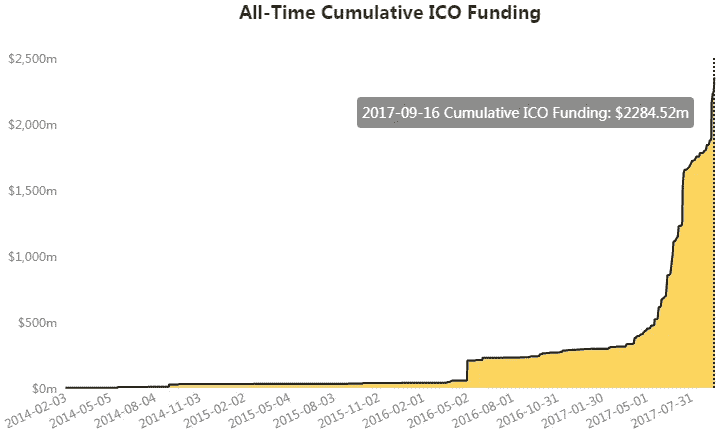 All-Time Cumulative ICO Funding
$2,500m
2017-09-16 Cumulative ICO Funding: $2284.52m
$2,000m
$1,500m
$1,000m
$500m
$0m
2014-02-03
2014-05-05
2014-08-04
2014-11-03
2015-02-02
2015-05-04
2015-08-03
2015-11-02
2016-02-01
2016-05-02
2016-08-01
2016-10-31
2017-01-30
2017-05-01
2017-07-31